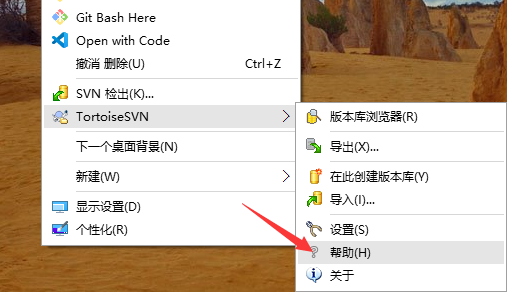 Git Bash Here
Open with Code
撤消 删除(U) Ctrl+Z
SVN 检出(K)...
TortoiseSVN
下一个桌面背景(N)
新建(W)
显示设置(D)
个性化(R)
版本库浏览器(R)
导出(X)...
在此创建版本库(Y)
导入(I)...
设置(S)
帮助(H)
关于